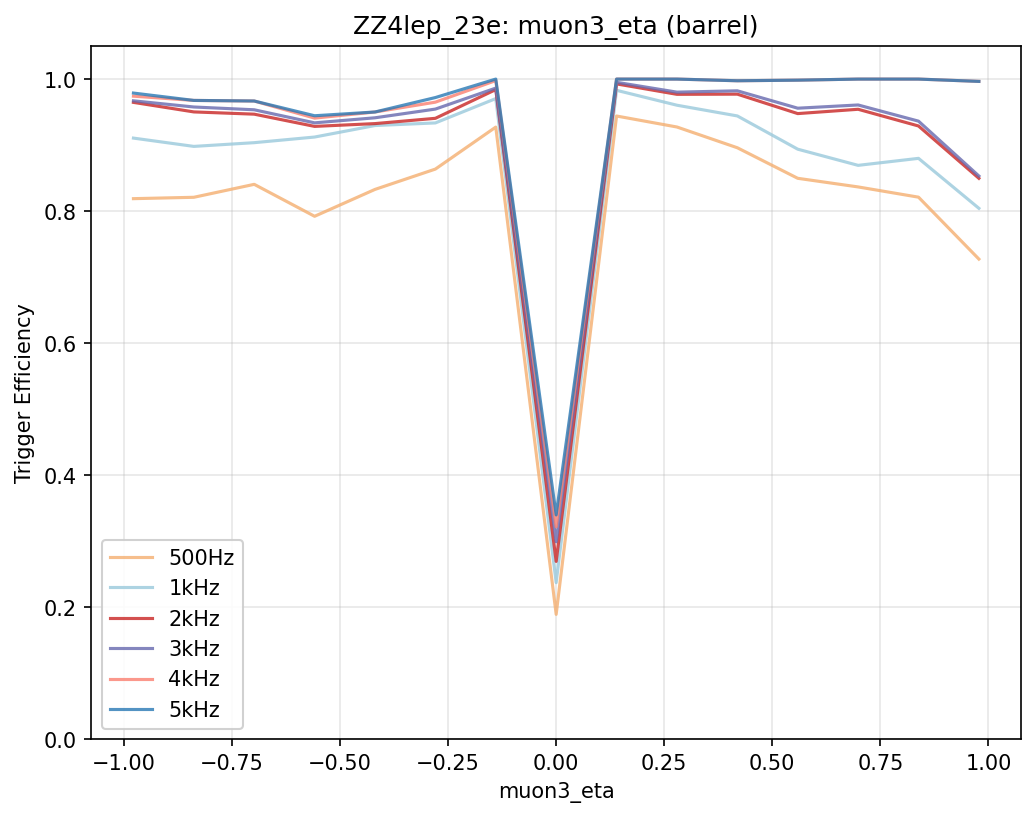 ZZ4lep_23e: muon3_eta (barrel)
Trigger Efficiency
1.0
0.8
0.6
0.4
0.2
0.0
500Hz
1kHz
2kHz
3kHz
4kHz
5kHz
−1.00 −0.75 −0.50 −0.25 0.00 0.25 0.50 0.75 1.00
muon3_eta